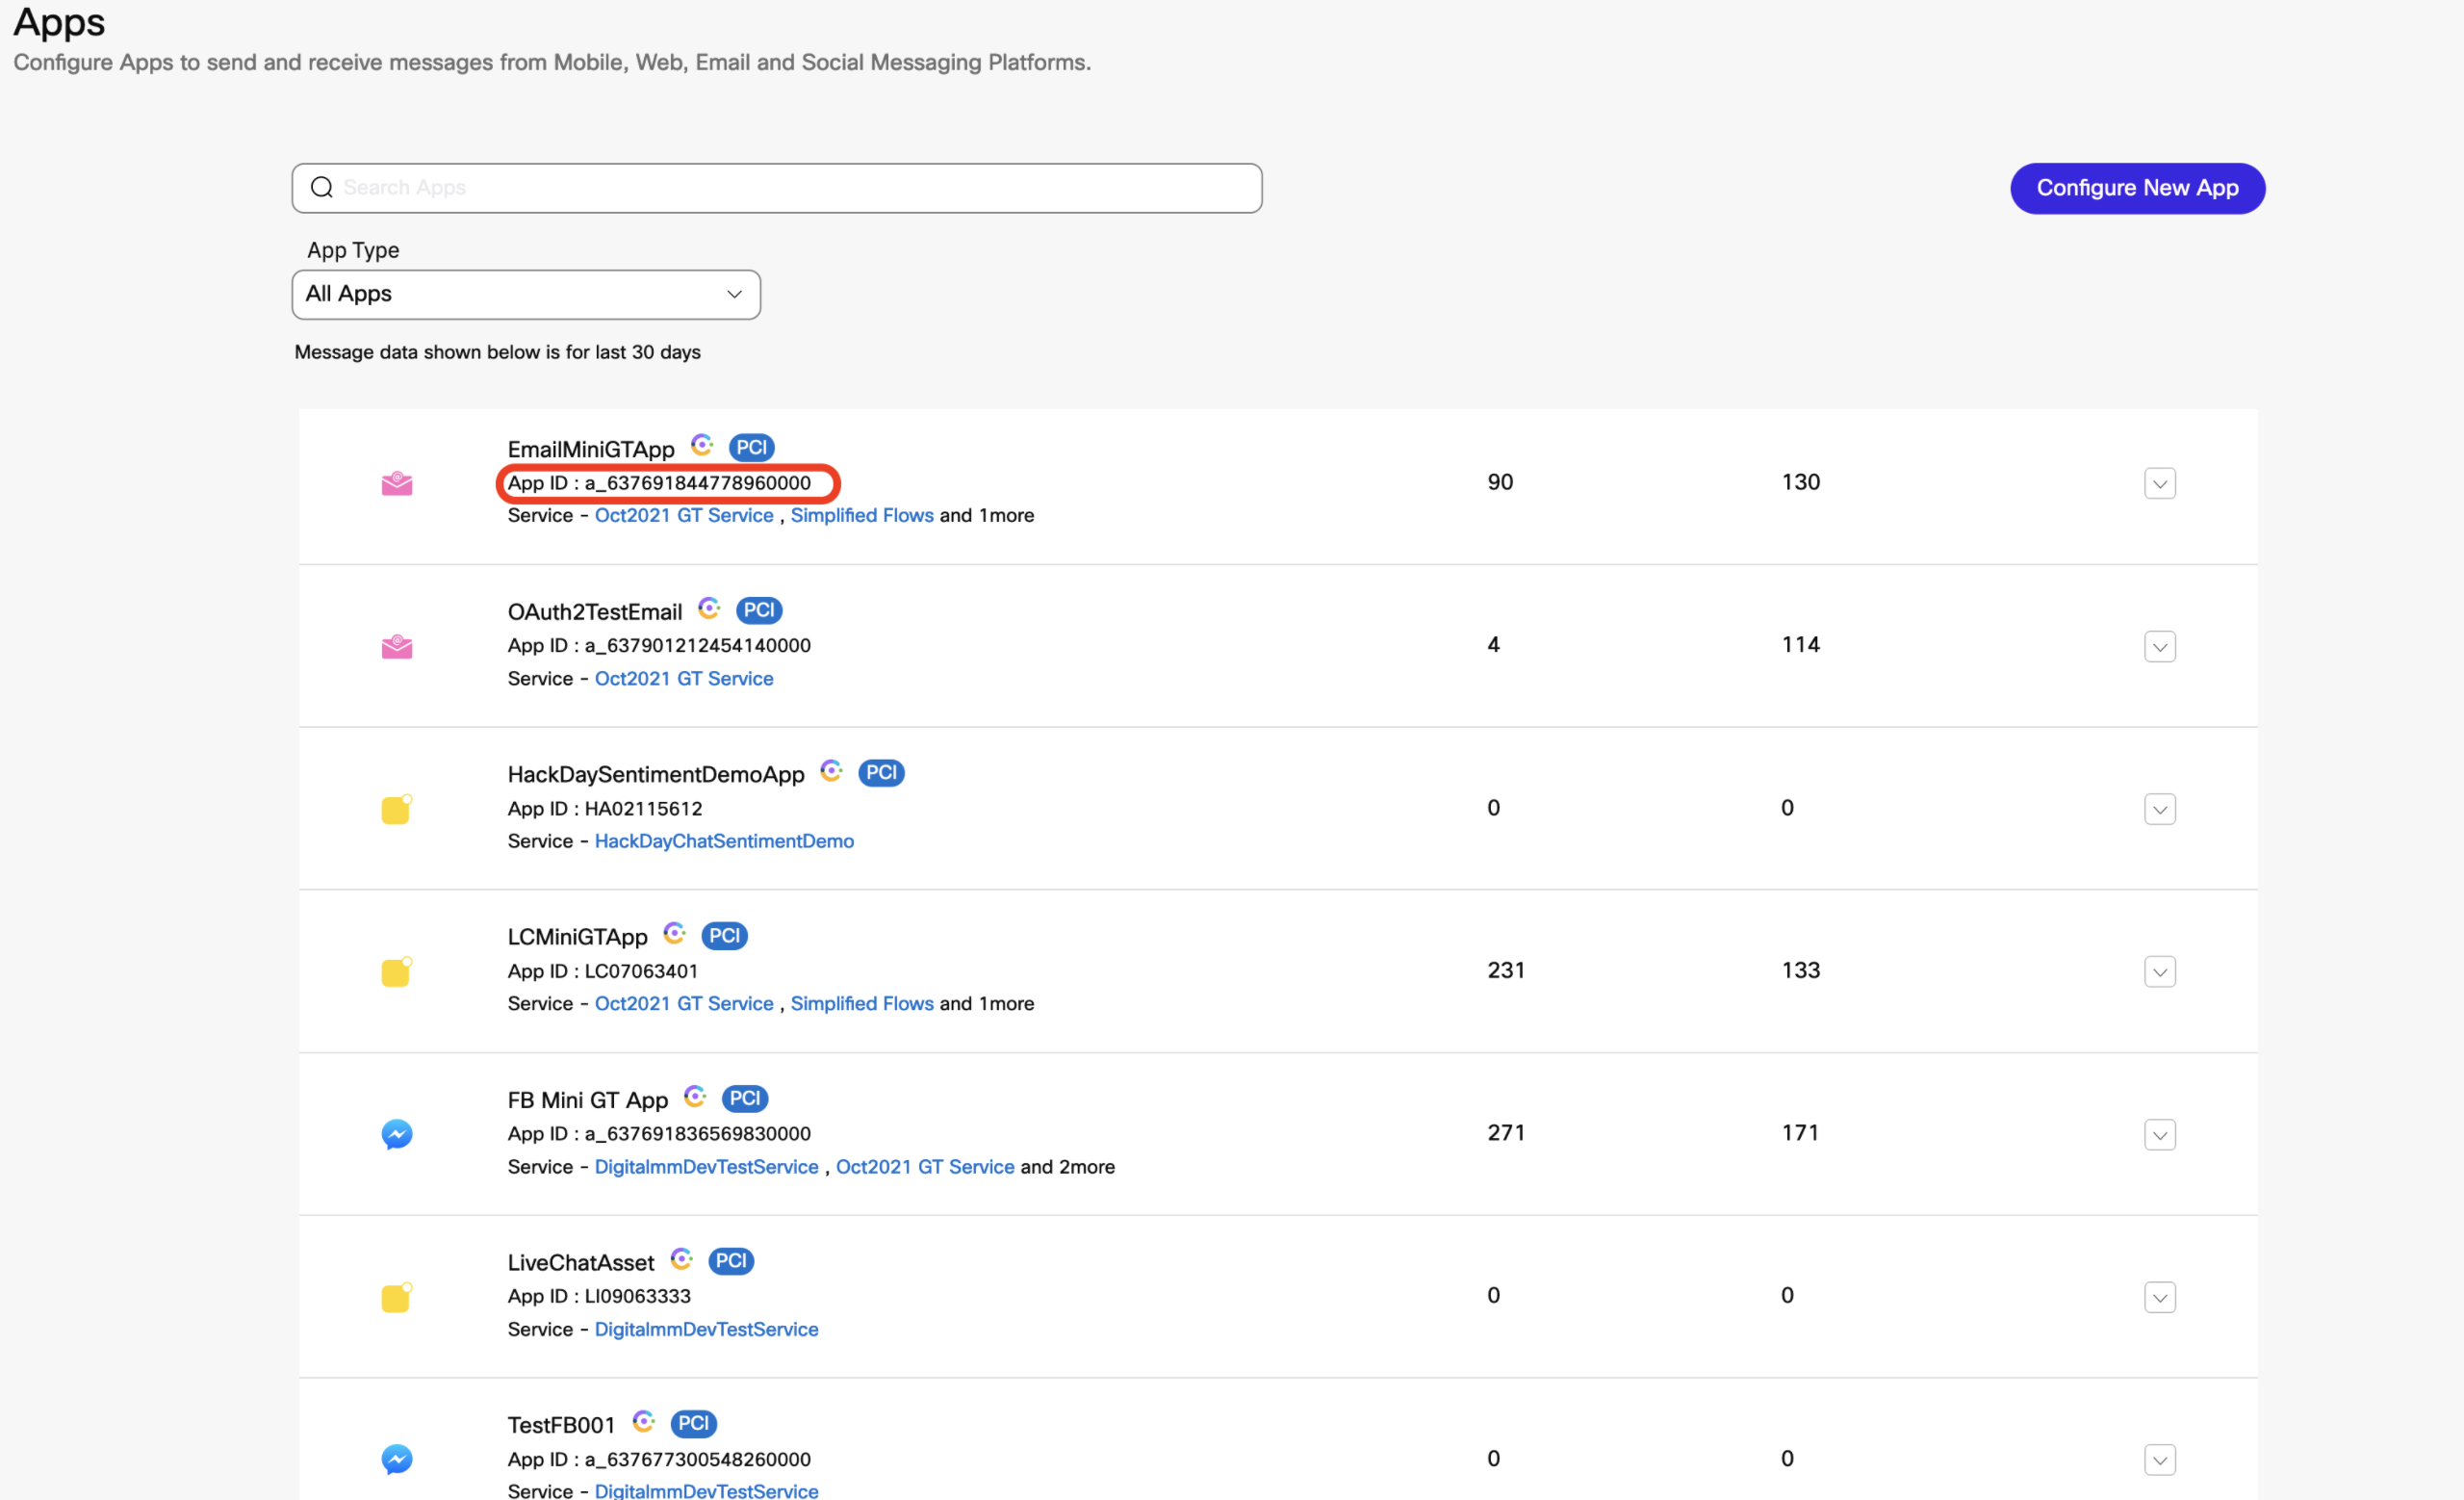 Apps
Configure Apps to send and receive messages from Mobile, Web, Email and Social Messaging Platforms.
Search Apps
Configure New App
App Type
All Apps
Message data shown below is for last 30 days
EmailMiniGTApp PCI
App ID : a_637691844778960000
Service - Oct2021 GT Service , Simplified Flows and 1more
90
130
OAuth2TestEmail PCI
App ID : a_637901212454140000
Service - Oct2021 GT Service
4
114
HackDaySentimentDemoApp PCI
App ID : HA02115612
Service - HackDayChatSentimentDemo
0
0
LCMiniGTApp PCI
App ID : LC07063401
Service - Oct2021 GT Service , Simplified Flows and 1more
231
133
FB Mini GT App PCI
App ID : a_637691836569830000
Service - DigitalmmDevTestService , Oct2021 GT Service and 2more
271
171
LiveChatAsset PCI
App ID : LI09063333
Service - DigitalmmDevTestService
0
0
TestFB001 PCI
App ID : a_637677300548260000
Service - DigitalmmDevTestService
0
0